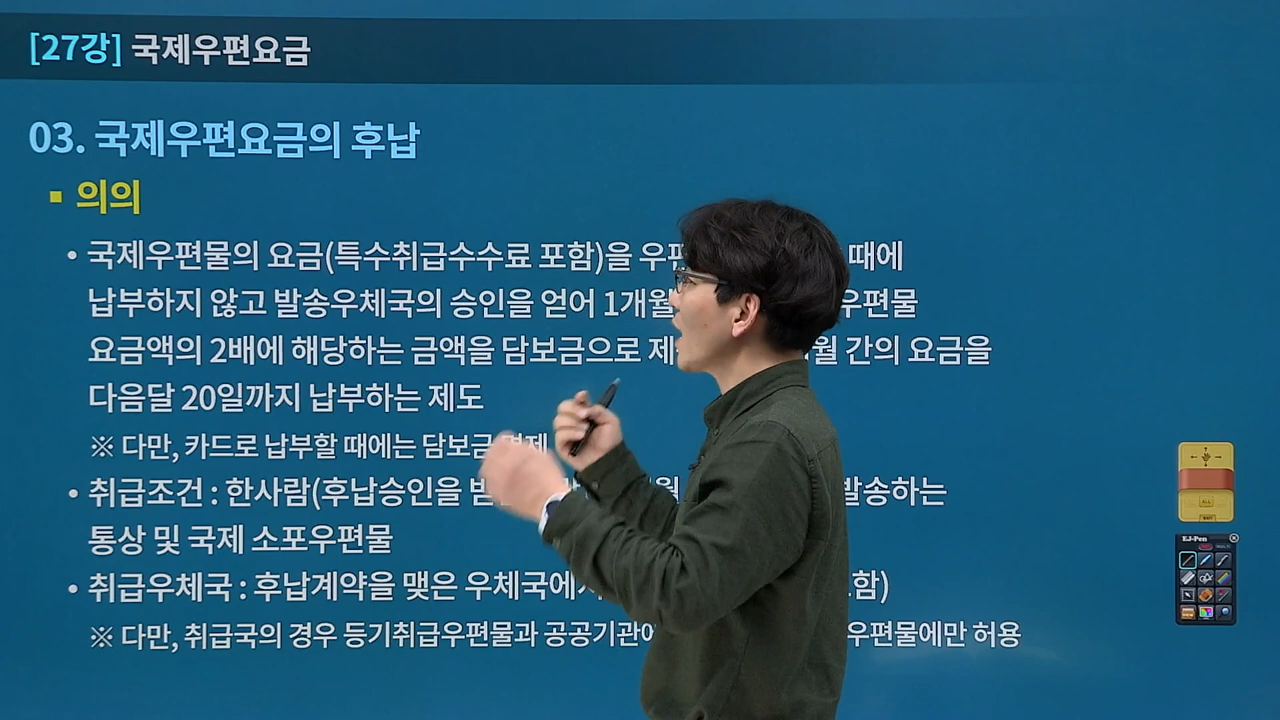 [27강] 국제우편요금
03. 국제우편요금의 후납
▪ 의의
• 국제우편물의 요금(특수취급수수료 포함)을 때에
납부하지 않고 발송우체국의 승인을 얻어 1개월 우편물
요금액의 2배에 해당하는 금액을 담보금으로 간의 요금을
다음달 20일까지 납부하는 제도
※ 다만, 카드로 납부할 때에는 담보금 면제
• 취급조건 : 한사람(후납승인을 발송하는
통상 및 국제 소포우편물
• 취급우체국 : 후납계약을 맺은 우체국에서
※ 다만, 취급국의 경우 등기취급우편물과 우편물에만 허용
ALL
EXIT
EJ-Pen